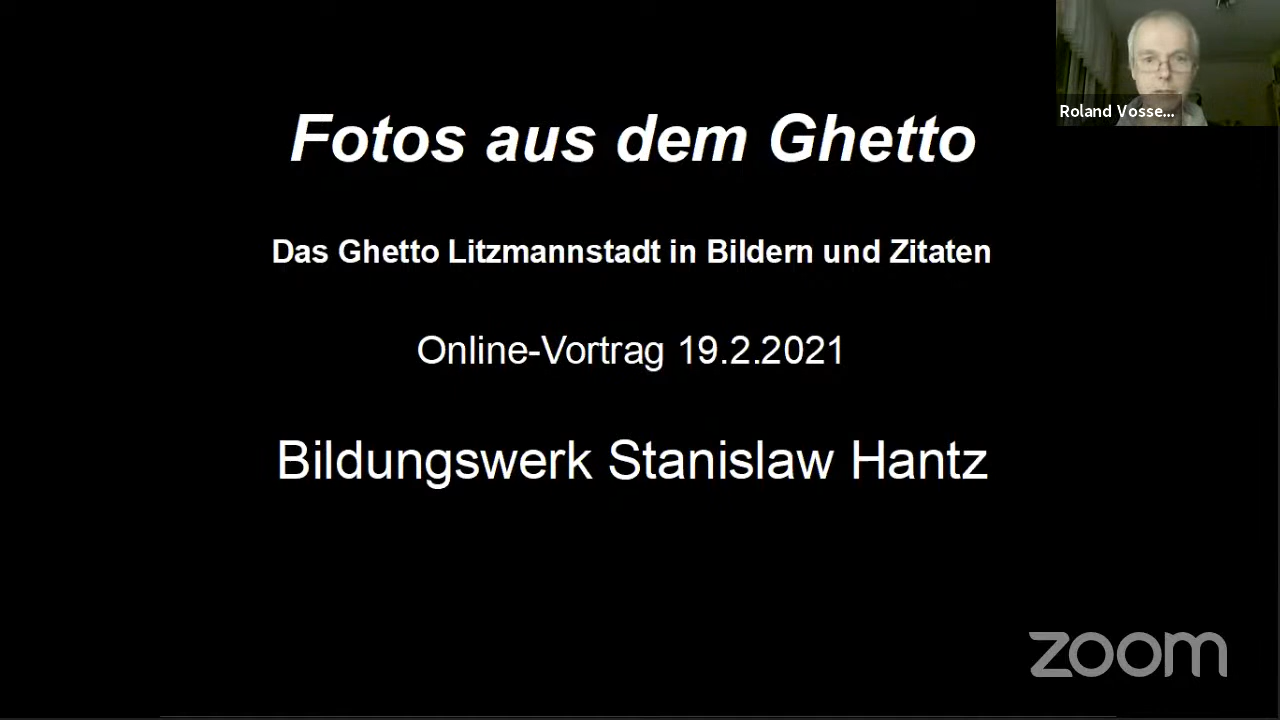 Roland Vosse...
Fotos aus dem Ghetto
Das Ghetto Litzmannstadt in Bildern und Zitaten
Online-Vortrag 19.2.2021
Bildungswerk Stanislaw Hantz
zoom